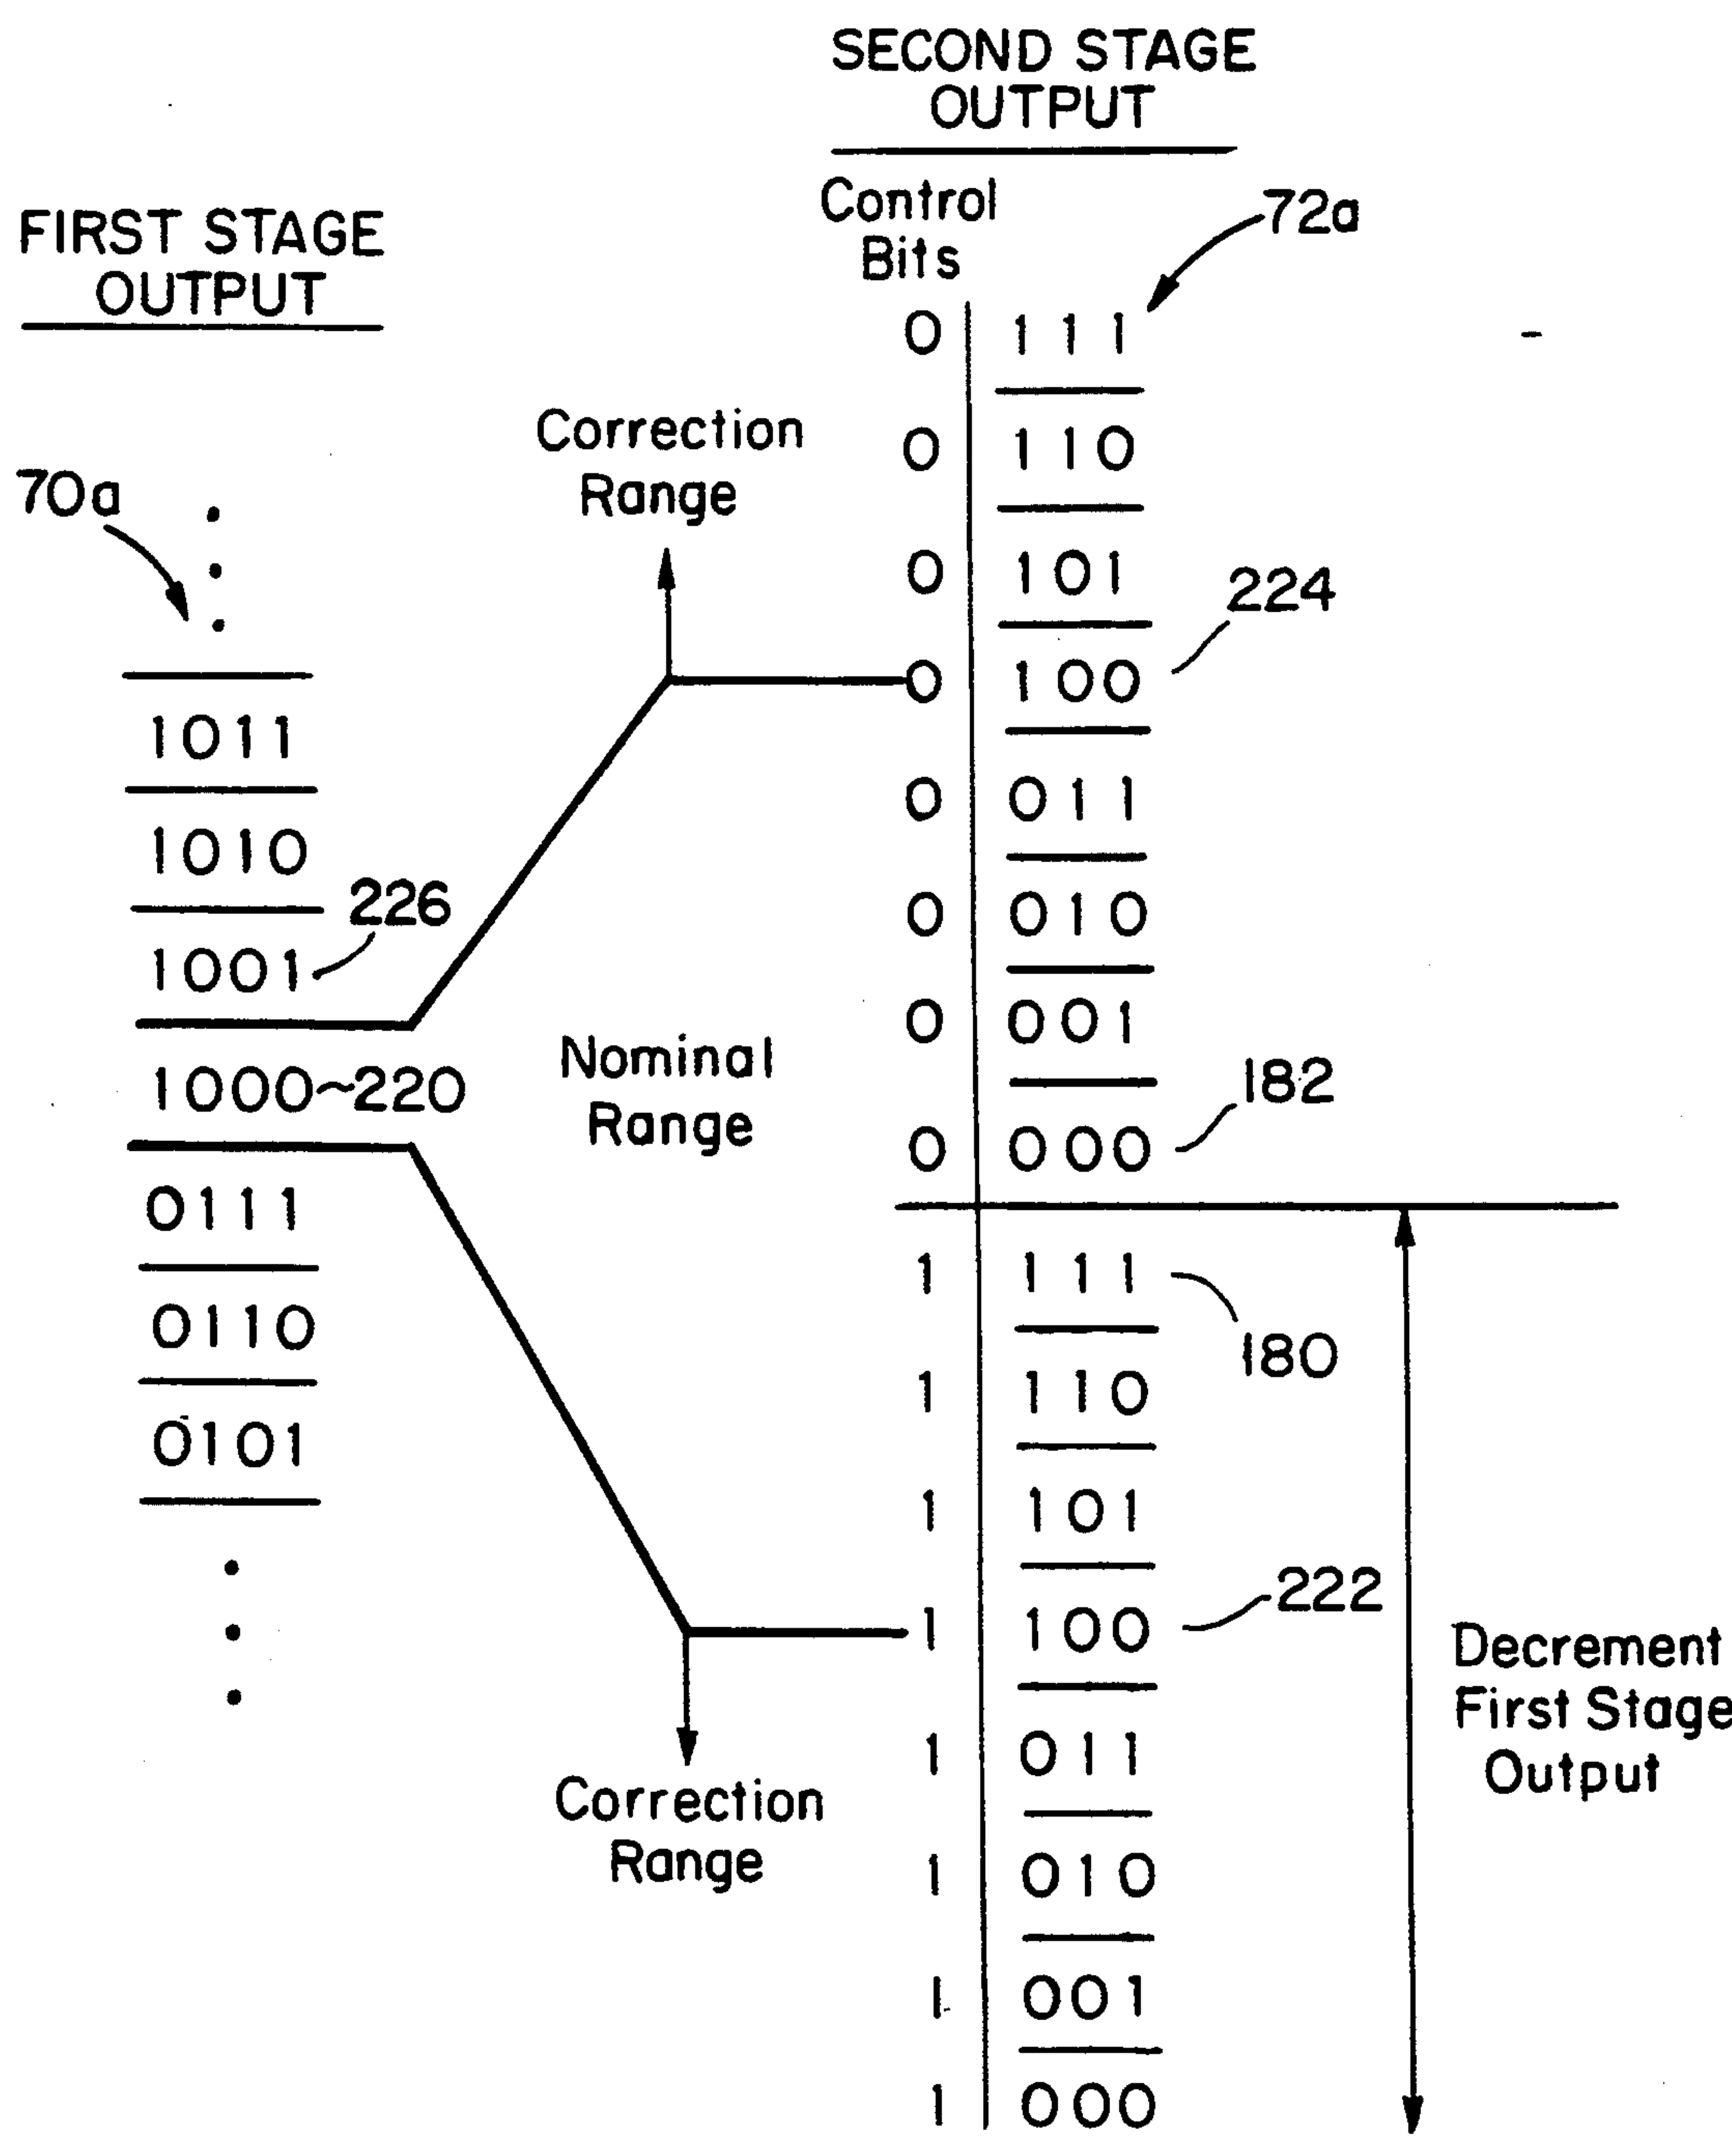 SECOND STAGE
OUTPUT
Control
Bits
72a
FIRST STAGE
OUTPUT
0 111
Correction
Range
0 110
70a
0 101
224
0 100
1011
0 011
1010
226
0 010
1001
0 001
Nominal
Range
1000~220
182
0 000
0111
1 111
180
0110
1 110
0101
1 101
222
1 100
Decrement
First Stage
Output
1 011
Correction
Range
1 010
1 001
1 000